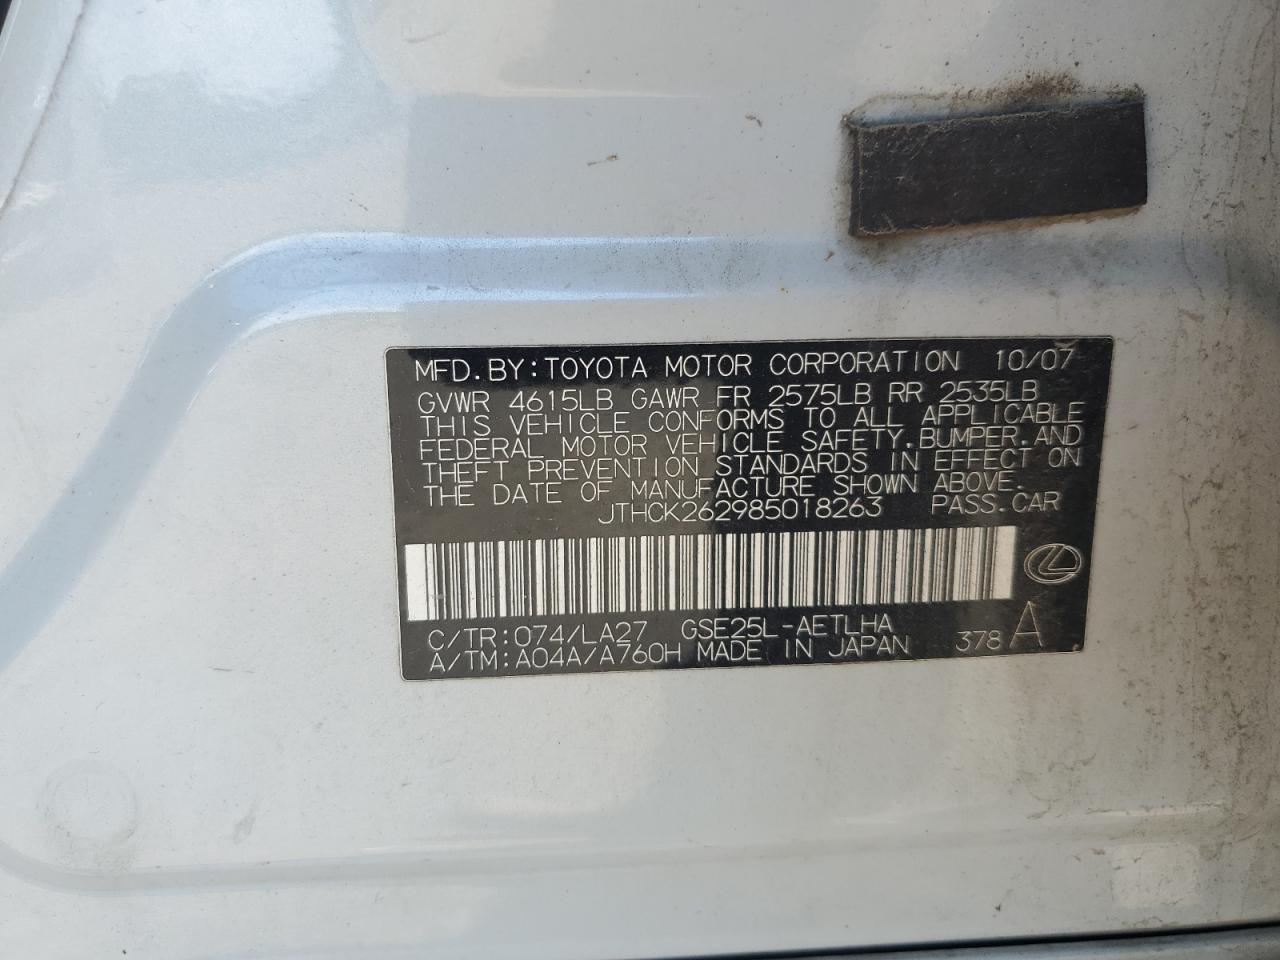 MFD.BY:TOYOTA MOTOR CORPORATION 10/07
GVWR 4615LB GAWR FR 2575LB RR 2535LB
THIS VEHICLE CONFORMS TO ALL APPLICABLE
FEDERAL MOTOR VEHICLE SAFETY,BUMPER,AND
THEFT PREVENTION STANDARDS IN EFFECT ON
THE DATE OF MANUFACTURE SHOWN ABOVE.
JTHCK262985018263 PASS.CAR
C/TR:074/LA27 GSE25L-AETLHA
A/TM:A04A/A760H MADE IN JAPAN 378 A